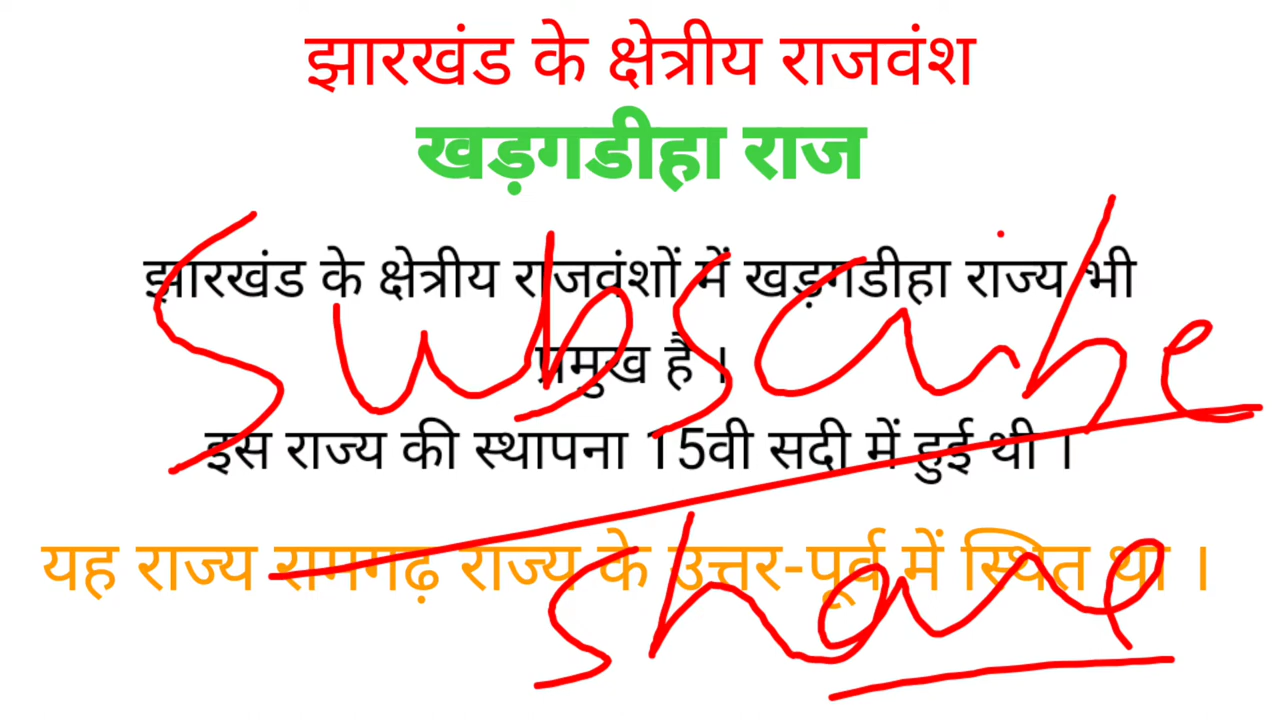 झारखंड के क्षेत्रीय राजवंश
खड़गडीहा राज
झारखंड के क्षेत्रीय राजवंशों में खड़गडीहा राज्य भी
प्रमुख है ।
इस राज्य की स्थापना 15वी सदी में हुई थी ।
यह राज्य रामगढ़ राज्य के उत्तर-पूर्व में स्थित था ।
Subscribe
share